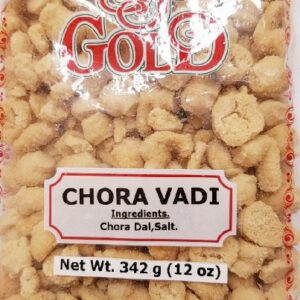 GOLD
CHORA VADI
Ingredients.
Chora Dal,Salt.
Net Wt. 342 g (12 oz)